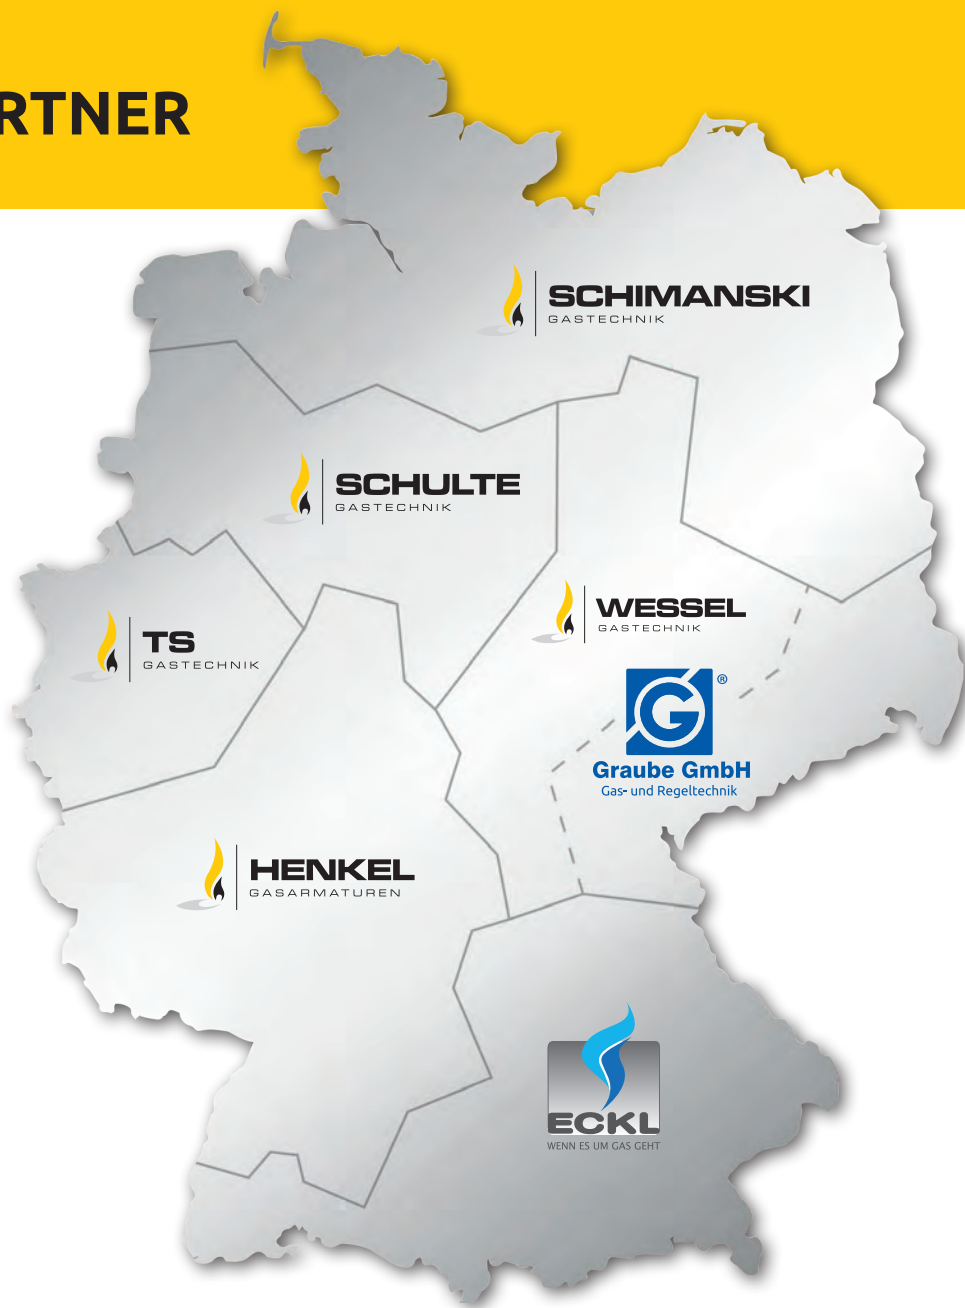 RTNER
SCHIMANSKI
GASTECHNIK
SCHULTE
GASTECHNIK
WESSEL
GASTECHNIK
TS
GASTECHNIK
G®
Graube GmbH
Gas- und Regeltechnik
HENKEL
GASARMATUREN
ECKL
WENN ES UM GAS GEHT